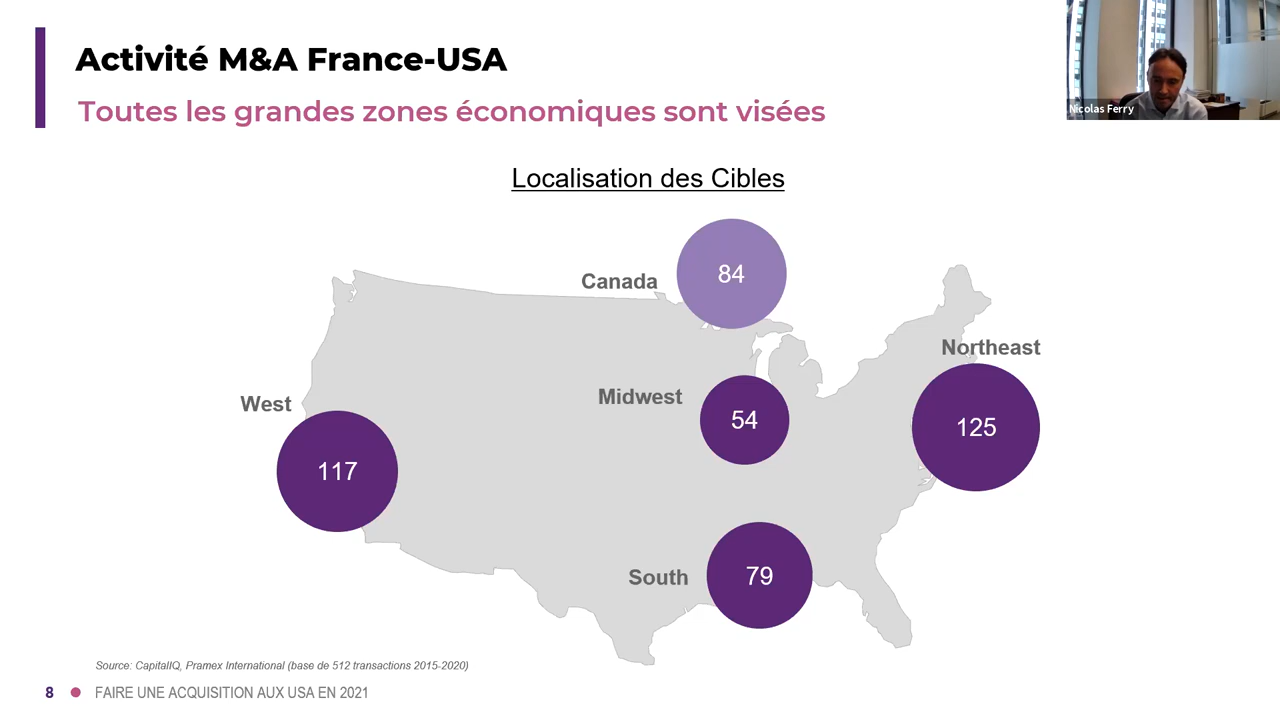 Activité M&A France-USA
Toutes les grandes zones économiques sont visées
Nicolas Ferry
Localisation des Cibles
Canada
84
Northeast
125
Midwest
54
West
117
South
79
Source: CapitalIQ, Pramex International (base de 512 transactions 2015-2020)
8 ● FAIRE UNE ACQUISITION AUX USA EN 2021